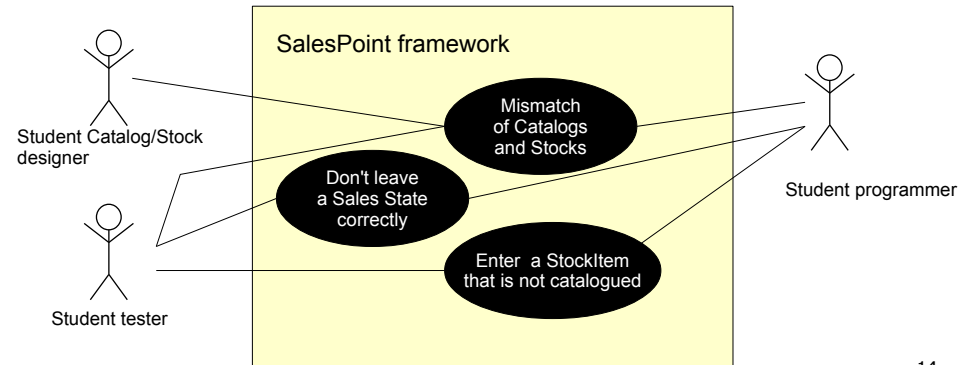 SalesPoint framework
Mismatch
of Catalogs
and Stocks
Student Catalog/Stock
designer
Don't leave
a Sales State
correctly
Student programmer
Enter a StockItem
that is not catalogued
Student tester